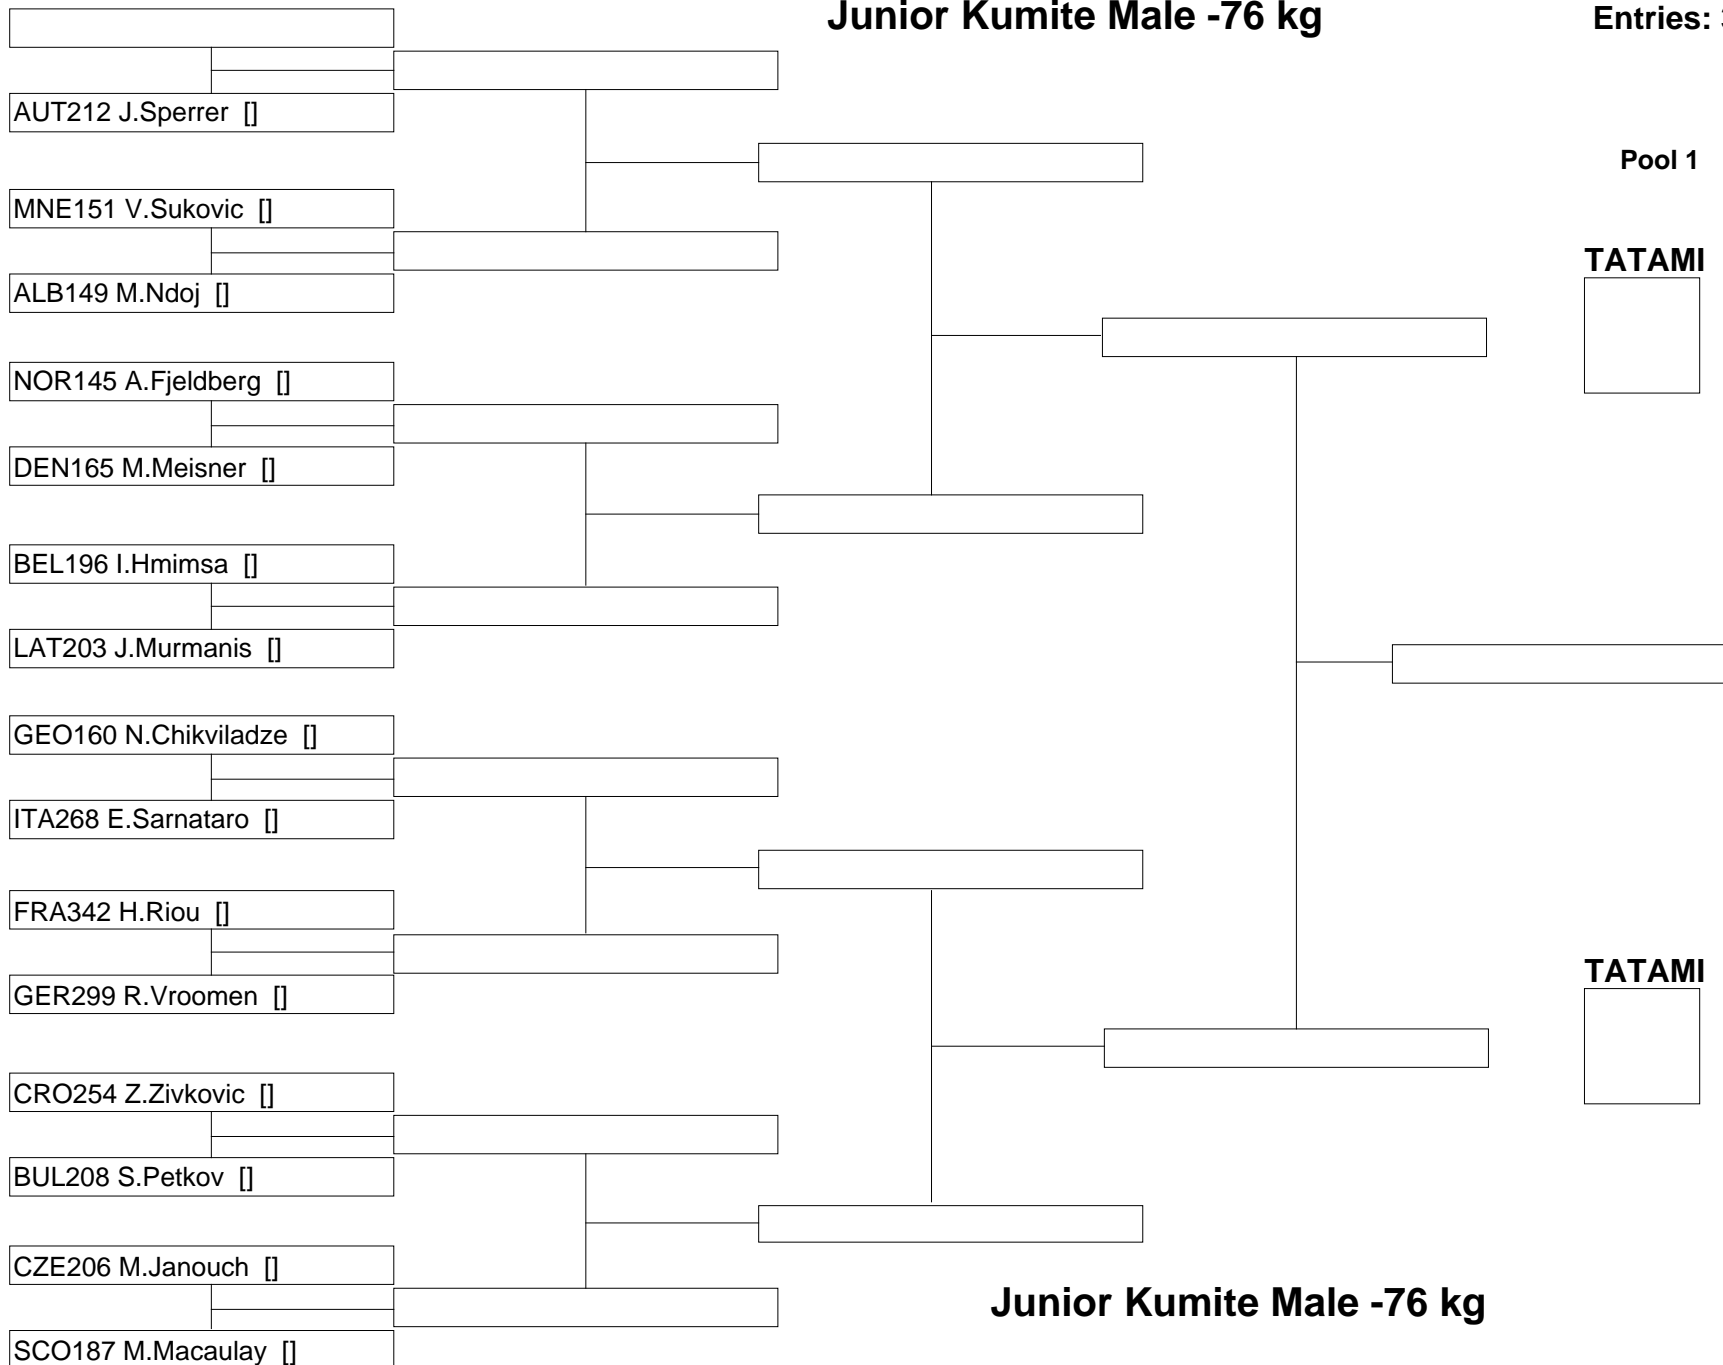 Junior Kumite Male -76 kg
Entries:
AUT212 J.Sperrer []
Pool 1
MNE151 V.Sukovic []
TATAMI
ALB149 M.Ndoj []
NOR145 A.Fjeldberg []
DEN165 M.Meisner []
BEL196 I.Hmimsa []
LAT203 J.Murmanis []
GEO160 N.Chikviladze []
ITA268 E.Sarnataro []
FRA342 H.Riou []
TATAMI
GER299 R.Vroomen []
CRO254 Z.Zivkovic []
BUL208 S.Petkov []
CZE206 M.Janouch []
Junior Kumite Male -76 kg
SCO187 M.Macaulay []